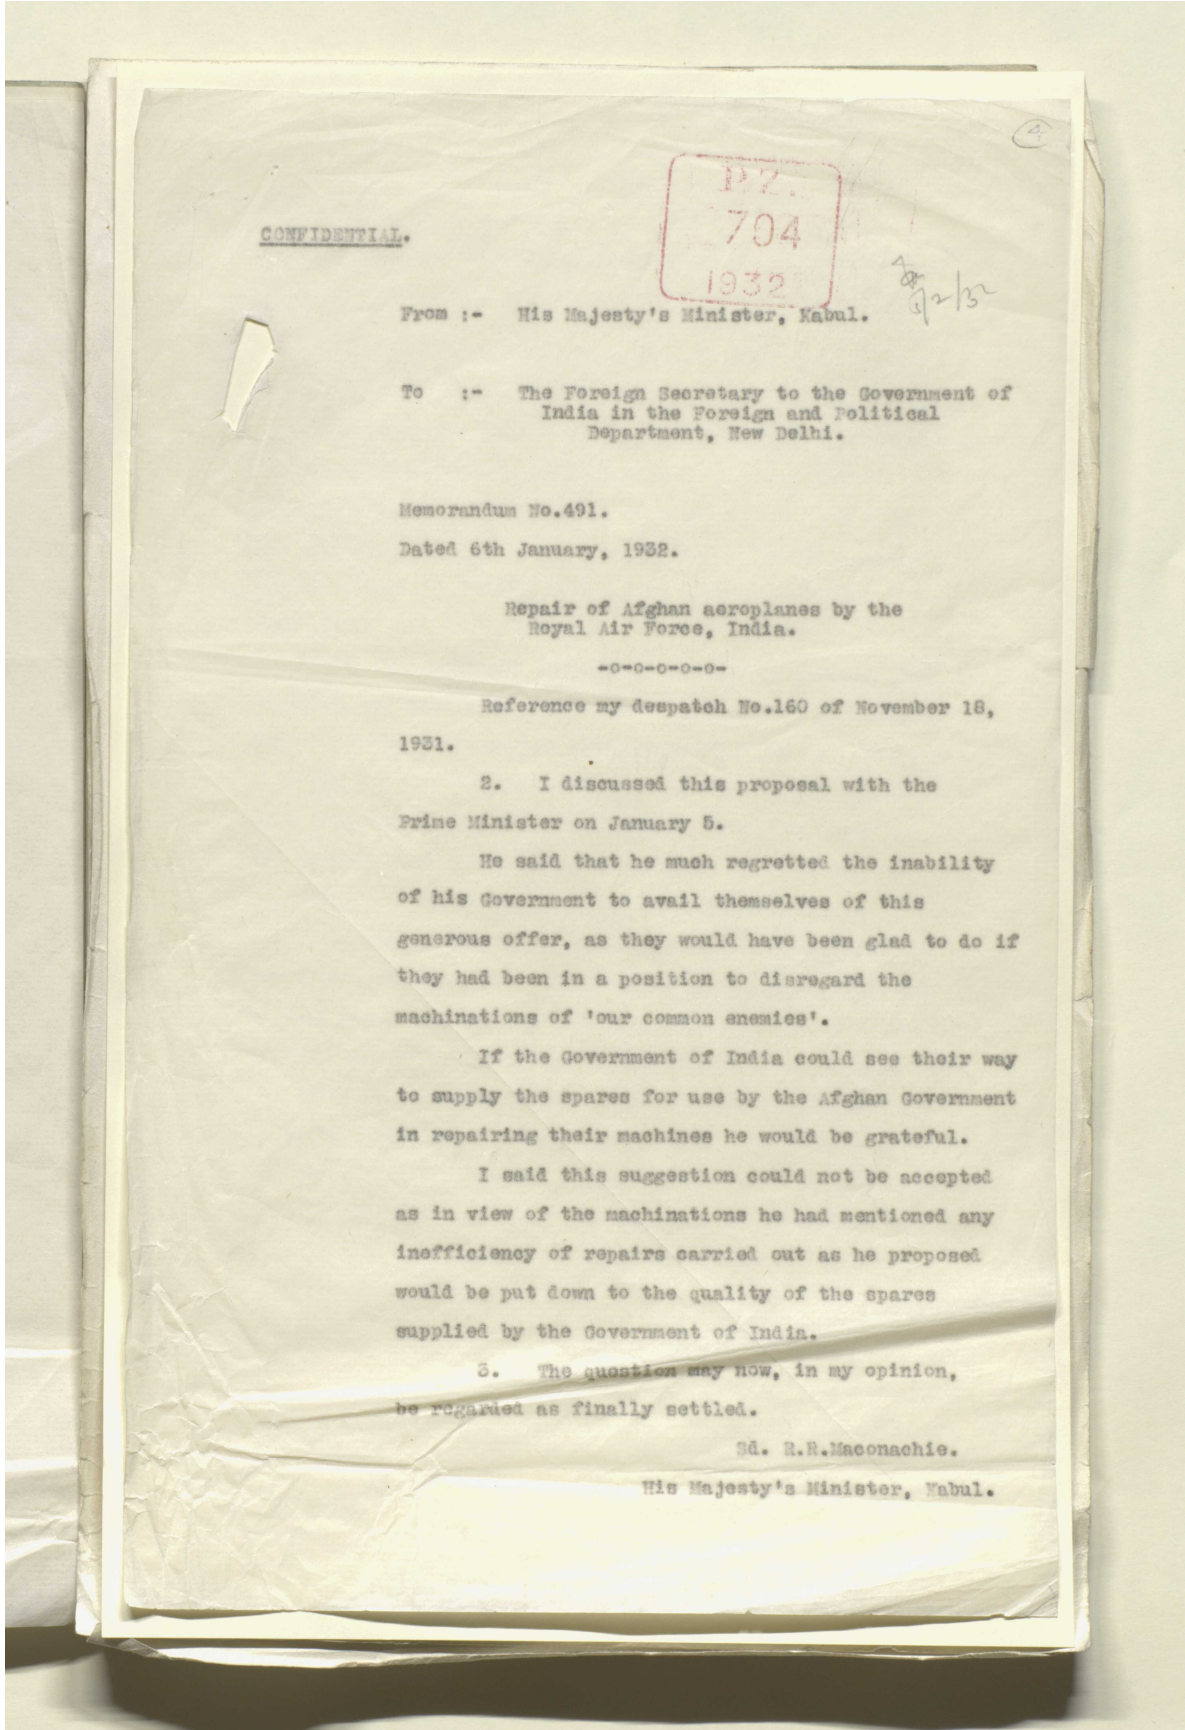 4
P.Z.
704
1932
CONFIDENTIAL.
From :- His Majesty's Minister, Kabul.
To :- The Foreign Secretary to the Government of
India in the Foreign and Political
Department, New Delhi.
Memorandum No.491.
Dated 6th January, 1932.
Repair of Afghan aeroplanes by the
Royal Air Force, India.
-o-o-o-o-o-
Reference my despatch No.160 of November 18,
1931.
2. I discussed this proposal with the
Prime Minister on January 5.
He said that he much regretted the inability
of his Government to avail themselves of this
generous offer, as they would have been glad to do if
they had been in a position to disregard the
machinations of 'our common enemies'.
If the Government of India could see their way
to supply the spares for use by the Afghan Government
in repairing their machines he would be grateful.
I said this suggestion could not be accepted
as in view of the machinations he had mentioned any
inefficiency of repairs carried out as he proposed
would be put down to the quality of the spares
supplied by the Government of India.
3. The question may now, in my opinion,
be regarded as finally settled.
Sd. R.R.Maconachie.
His Majesty's Minister, Kabul.